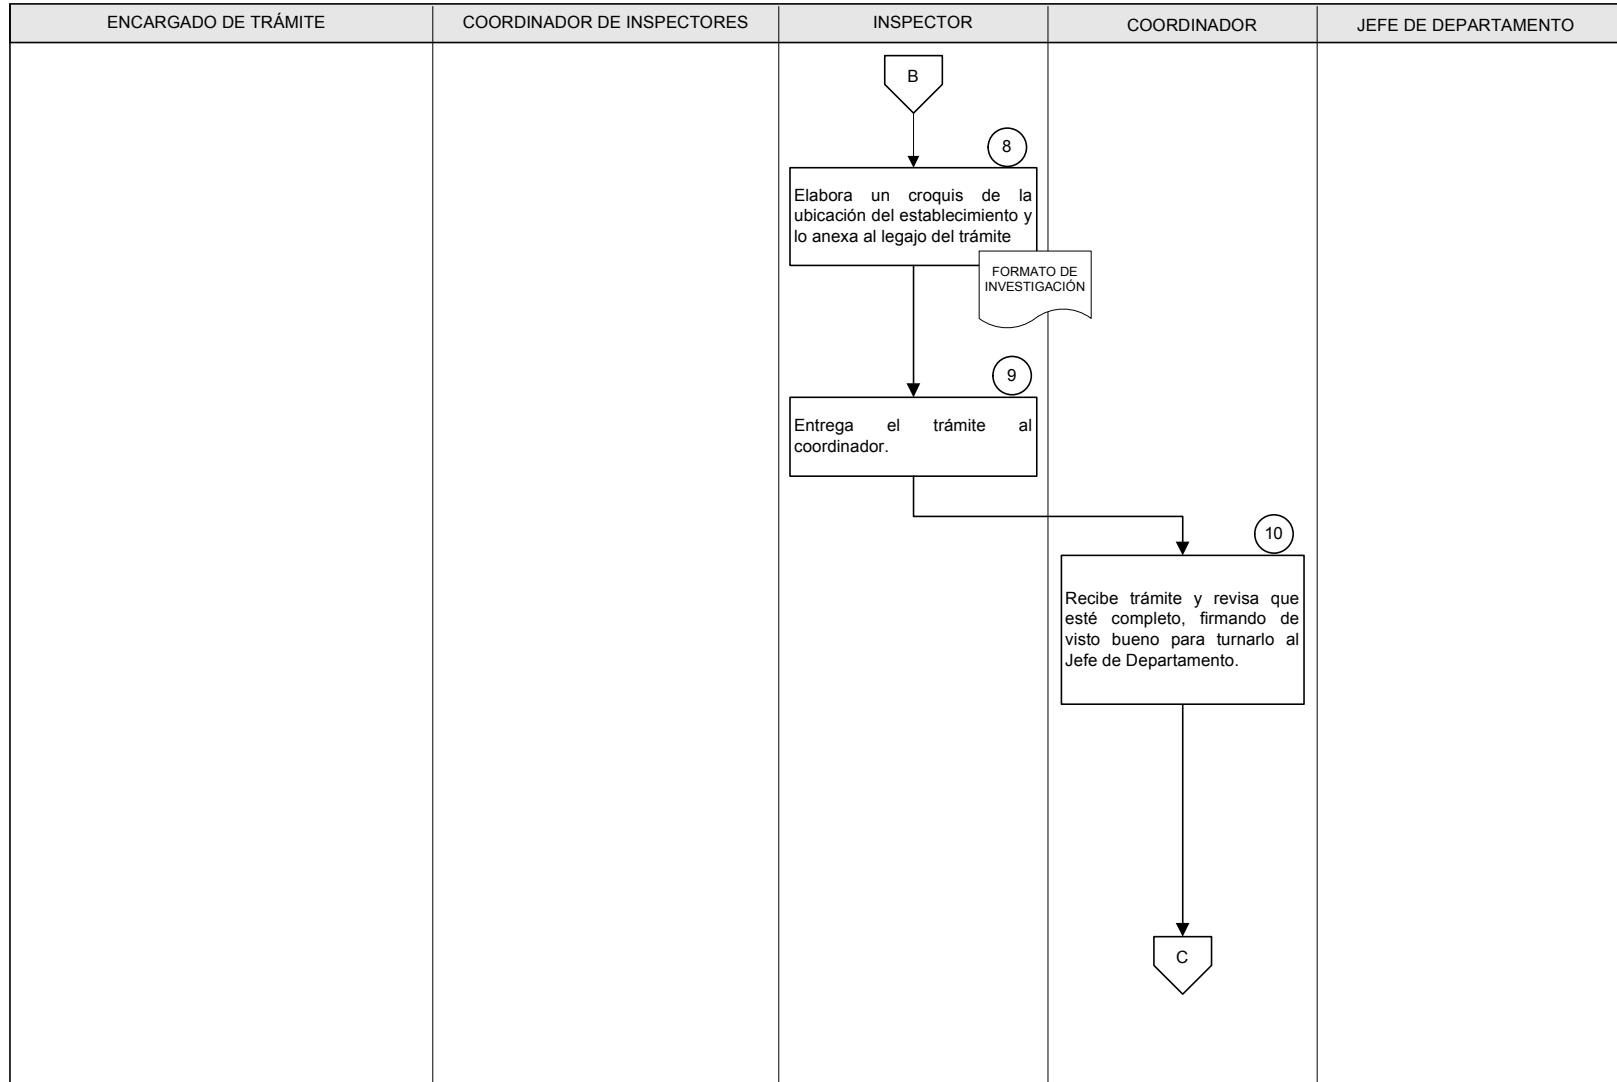 ENCARGADO DE TRÁMITE
COORDINADOR DE INSPECTORES
INSPECTOR
COORDINADOR
JEFE DE DEPARTAMENTO
B
8
Elabora un croquis de la
ubicación del establecimiento y
lo anexa al legajo del trámite
FORMATO DE
INVESTIGACIÓN
9
Entrega el trámite al
coordinador.
10
Recibe trámite y revisa que
esté completo, firmando de
visto bueno para turnarlo al
Jefe de Departamento.
C